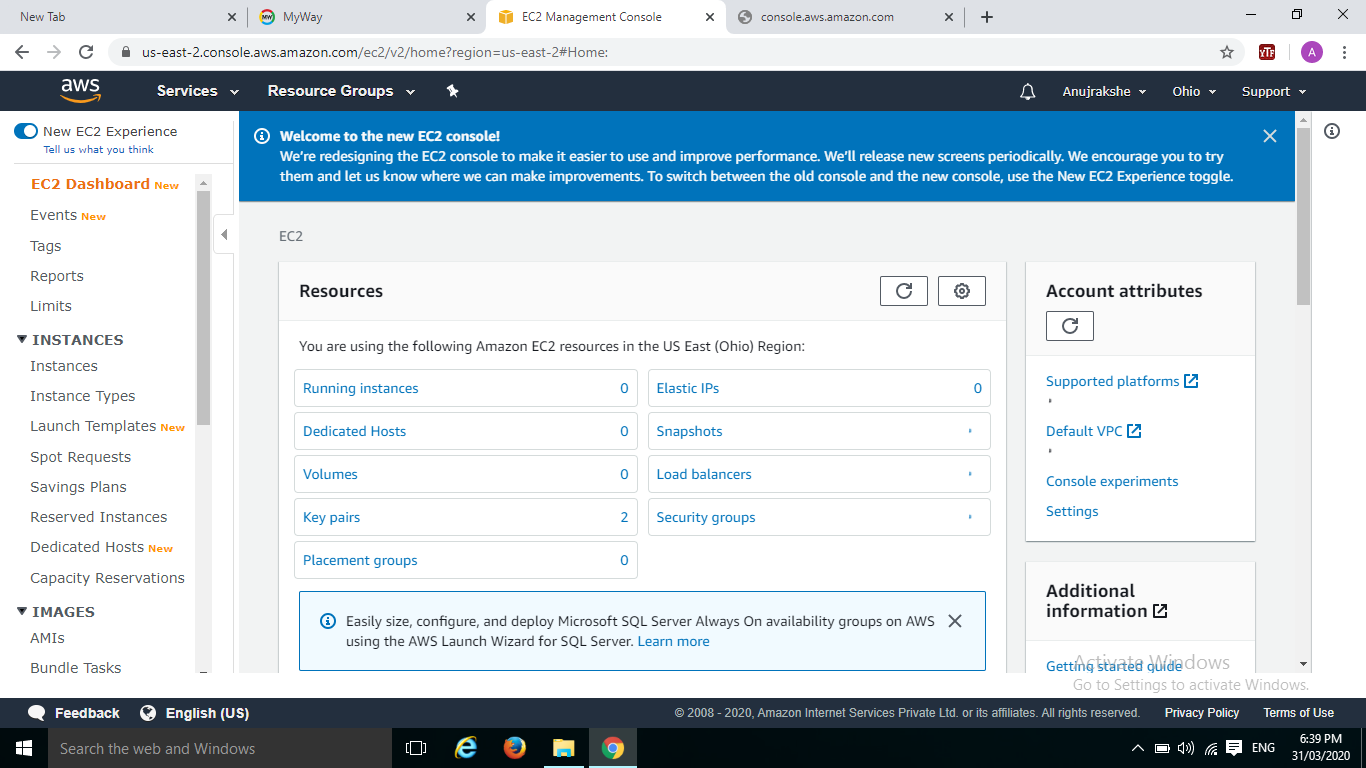 New Tab
MyWay
EC2 Management Console
console.aws.amazon.com
us-east-2.console.aws.amazon.com/ec2/v2/home?region=us-east-2#Home:
YTF
A
aws
Services
Resource Groups
Anujrakshe
Ohio
Support
New EC2 Experience
Tell us what you think
EC2 Dashboard New
Events New
Tags
Reports
Limits
INSTANCES
Instances
Instance Types
Launch Templates New
Spot Requests
Savings Plans
Reserved Instances
Dedicated Hosts New
Capacity Reservations
IMAGES
AMIs
Bundle Tasks
Welcome to the new EC2 console!
We're redesigning the EC2 console to make it easier to use and improve performance. We'll release new screens periodically. We encourage you to try
them and let us know where we can make improvements. To switch between the old console and the new console, use the New EC2 Experience toggle.
EC2
Resources
You are using the following Amazon EC2 resources in the US East (Ohio) Region:
Running instances 0
Elastic IPs 0
Dedicated Hosts 0
Snapshots
Volumes 0
Load balancers
Key pairs 2
Security groups
Placement groups 0
Easily size, configure, and deploy Microsoft SQL Server Always On availability groups on AWS
using the AWS Launch Wizard for SQL Server. Learn more
Account attributes
Supported platforms
Default VPC
Console experiments
Settings
Additional
information
Getting started guide
Activate Windows
Go to Settings to activate Windows.
Feedback
English (US)
© 2008 - 2020, Amazon Internet Services Private Ltd. or its affiliates. All rights reserved.
Privacy Policy
Terms of Use
Search the web and Windows
ENG
6:39 PM
31/03/2020